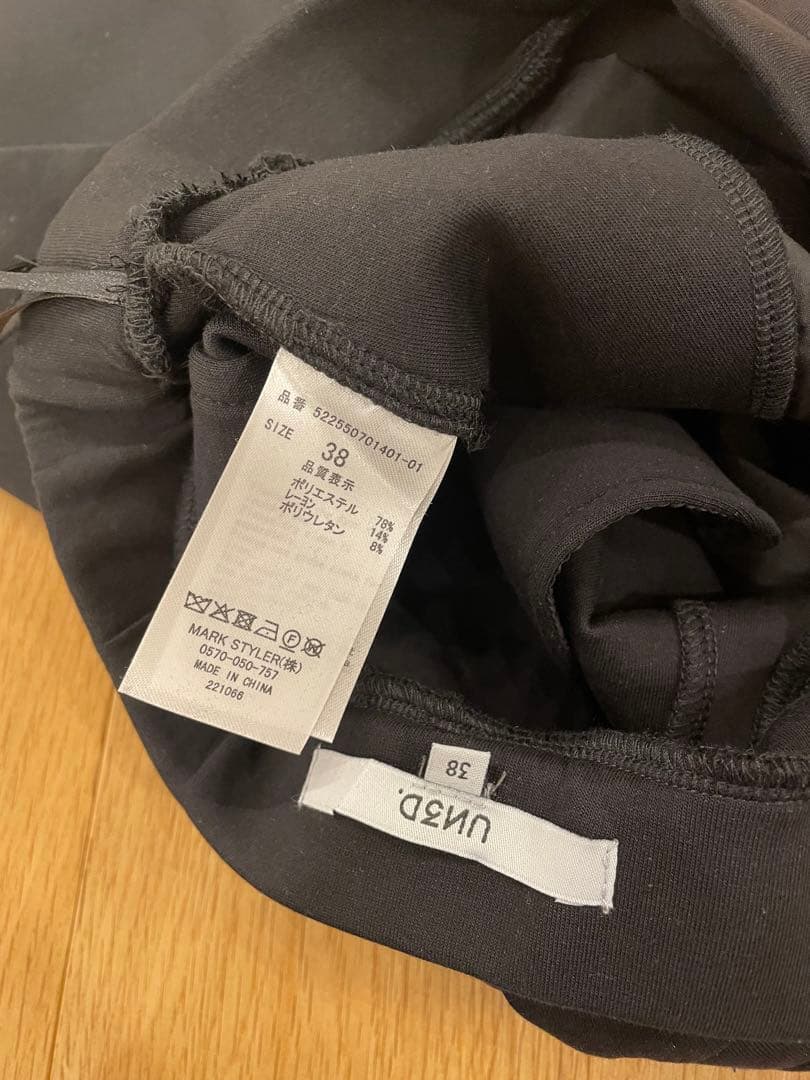 品番 522550701401-01
SIZE 38
品質表示
ポリエステル 78%
レーヨン 14%
ポリウレタン 8%
MARK STYLER(株)
0570-050-757
MADE IN CHINA
221066
38
UN3D.